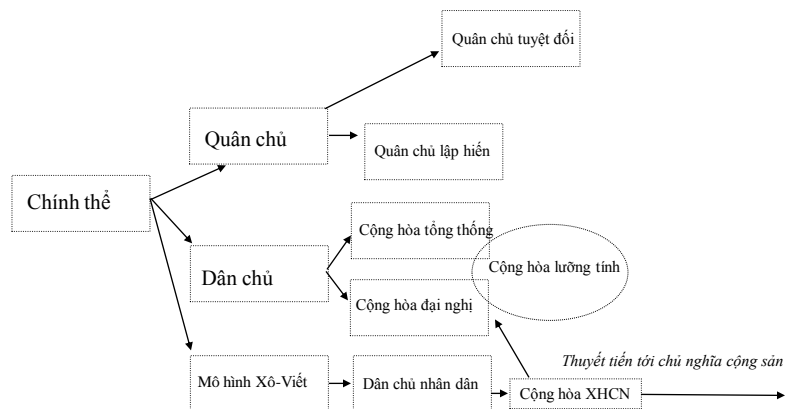 Quân chủ tuyệt đối
Quân chủ
Quân chủ lập hiến
Chính thể
Cộng hòa tổng thống
Dân chủ
Cộng hòa lưỡng tính
Cộng hòa đại nghị
Thuyết tiến tới chủ nghĩa cộng sản
Mô hình Xô-Viết
Dân chủ nhân dân
Cộng hòa XHCN